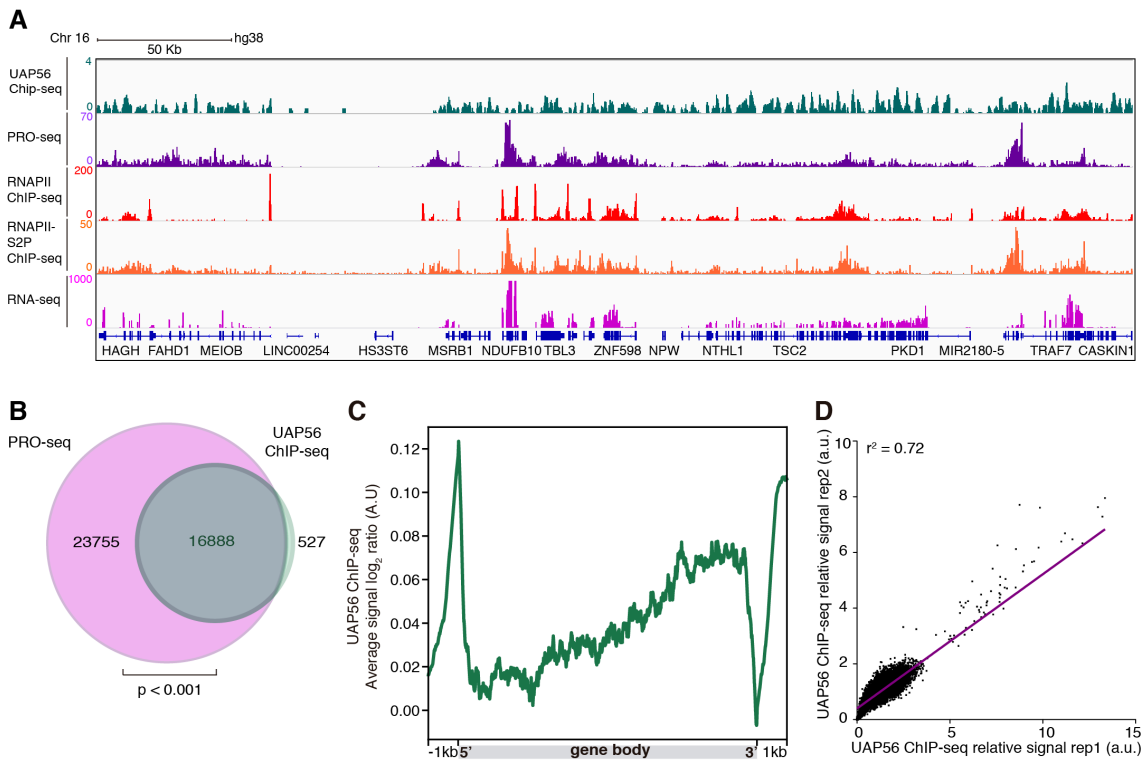 A
Chr 16
hg38
50 Kb
UAP56
Chip-seq
4
0
PRO-seq
70
0
RNAPII
ChIP-seq
200
0
RNAPII-
S2P
ChIP-seq
50
0
RNA-seq
1000
0
HAGH FAHD1 MEIOB LINC00254 HS3ST6 MSRB1 NDUFB10 TBL3 ZNF598 NPW NTHL1 TSC2 PKD1 MIR2180-5 TRAF7 CASKIN1
B
PRO-seq
UAP56
ChIP-seq
23755
16888
527
p < 0.001
C
UAP56 ChIP-seq
Average signal log2 ratio (A.U)
0.12
0.10
0.08
0.06
0.04
0.02
0.00
-1kb 5' gene body 3' 1kb
D
r2 = 0.72
UAP56 ChIP-seq relative signal rep2 (a.u.)
10
8
6
4
2
0
0 5 10 15
UAP56 ChIP-seq relative signal rep1 (a.u.)